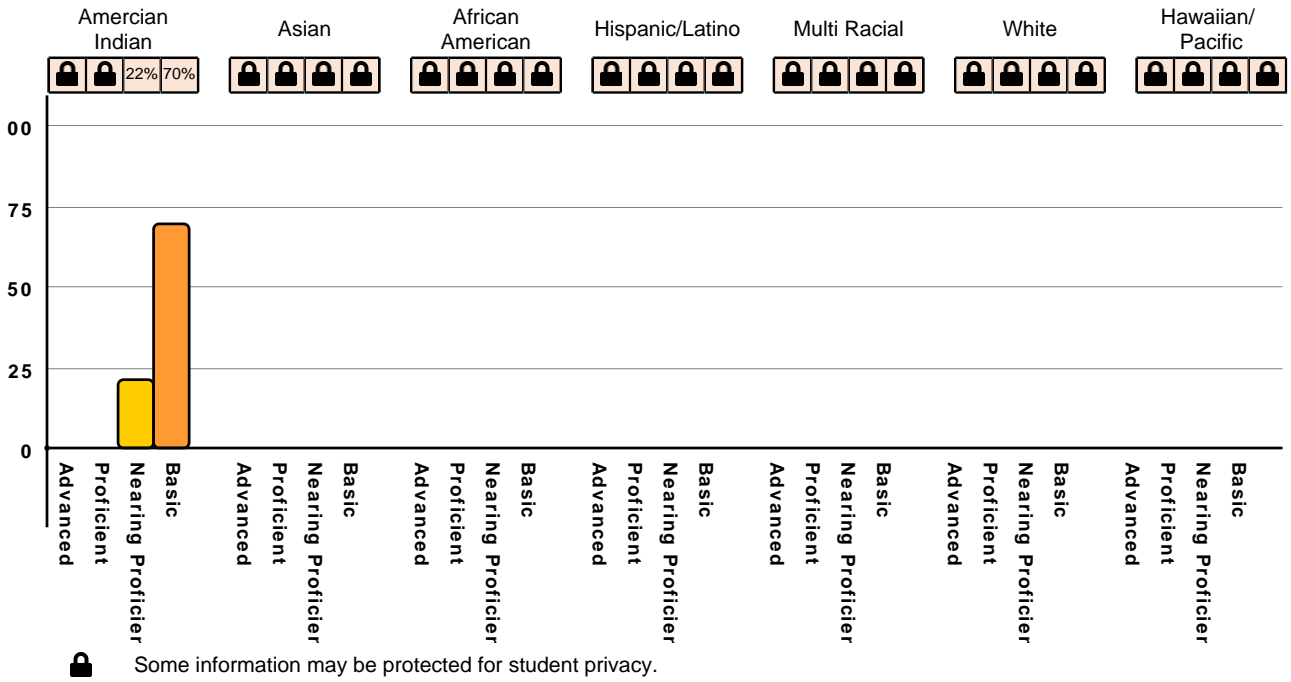 Amercian
Indian
Asian
African
American
Hispanic/Latino
Multi Racial
White
Hawaiian/
Pacific
22% 70%
00
75
50
25
0
Advanced
Proficient
Nearing Proficier
Basic
Advanced
Proficient
Nearing Proficier
Basic
Advanced
Proficient
Nearing Proficier
Basic
Advanced
Proficient
Nearing Proficier
Basic
Advanced
Proficient
Nearing Proficier
Basic
Advanced
Proficient
Nearing Proficier
Basic
Advanced
Proficient
Nearing Proficier
Basic
Some information may be protected for student privacy.